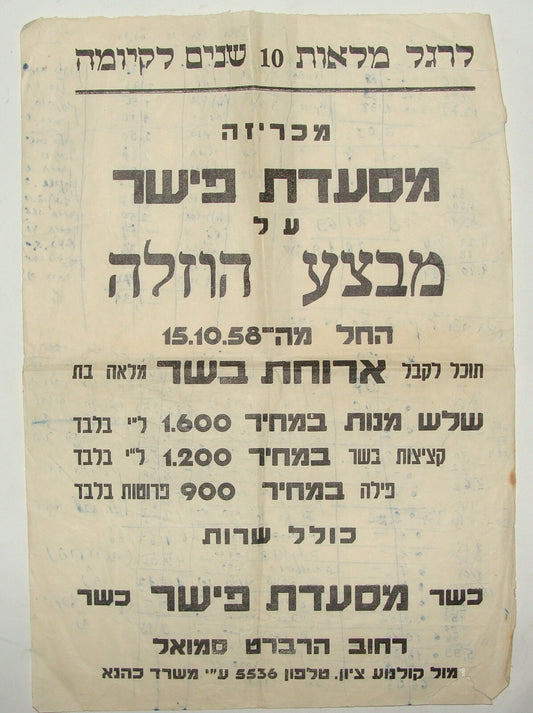 לרגל מלאות 10 שנים לקיומה
מכריזה
מסעדת פישר
על
מבצע הוזלה
החל מה־15.10.58
תוכל לקבל ארוחת בשר מלאה בת
שלש מנות במחיר 1.600 ל״י בלבד
קציצות בשר במחיר 1.200 ל״י בלבד
פילה במחיר 900 פרוטות בלבד
כולל שרות
כשר מסעדת פישר כשר
רחוב הרברט סמואל
מול קולנוע ציון. טלפון 5536 ע״י משרד כהנא